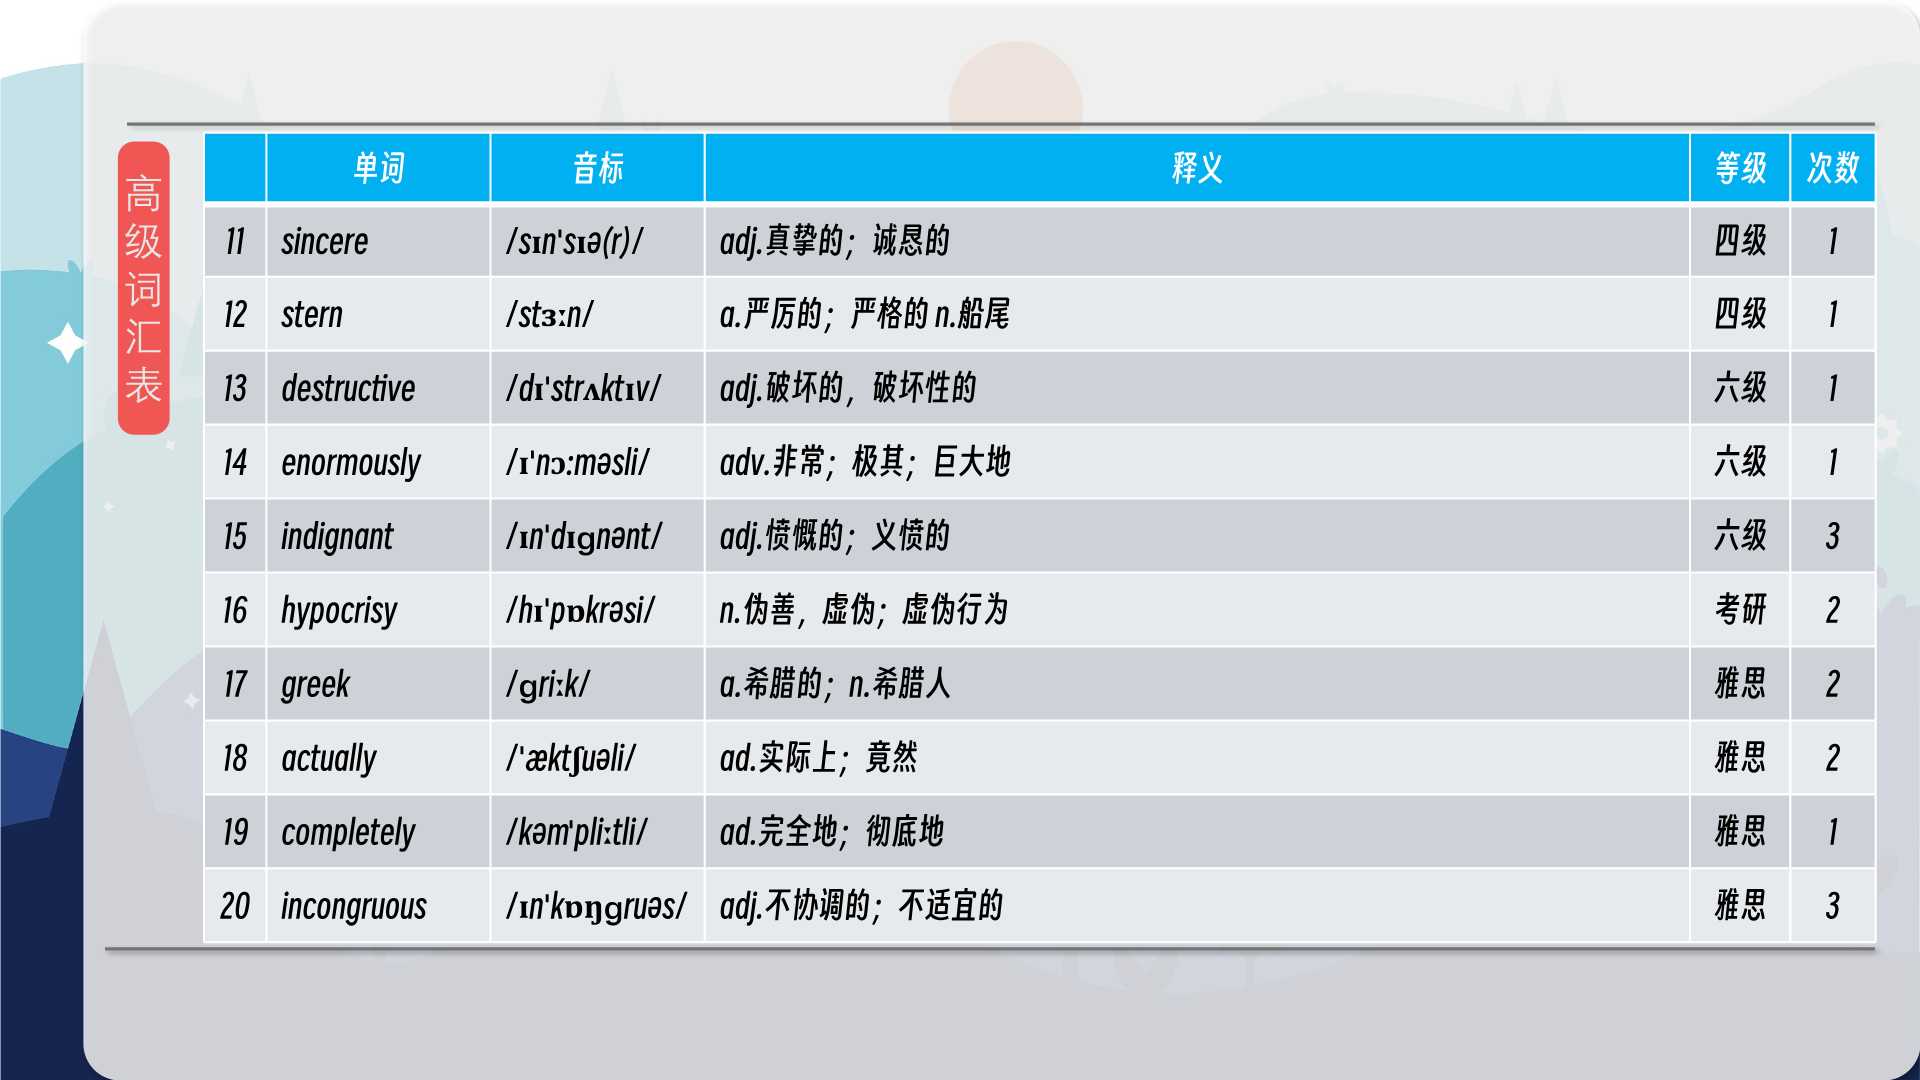 高级词汇表
单词 音标 释义 等级 次数
11 sincere /sɪn'sɪə(r)/ adj.真挚的；诚恳的 四级 1
12 stern /stɜːn/ a.严厉的；严格的 n.船尾 四级 1
13 destructive /dɪ'strʌktɪv/ adj.破坏的，破坏性的 六级 1
14 enormously /ɪ'nɔ:məsli/ adv.非常；极其；巨大地 六级 1
15 indignant /ɪn'dɪɡnənt/ adj.愤慨的；义愤的 六级 3
16 hypocrisy /hɪ'pɒkrəsi/ n.伪善，虚伪；虚伪行为 考研 2
17 greek /ɡriːk/ a.希腊的；n.希腊人 雅思 2
18 actually /'æktʃuəli/ ad.实际上；竟然 雅思 2
19 completely /kəm'pliːtli/ ad.完全地；彻底地 雅思 1
20 incongruous /ɪn'kɒŋɡruəs/ adj.不协调的；不适宜的 雅思 3